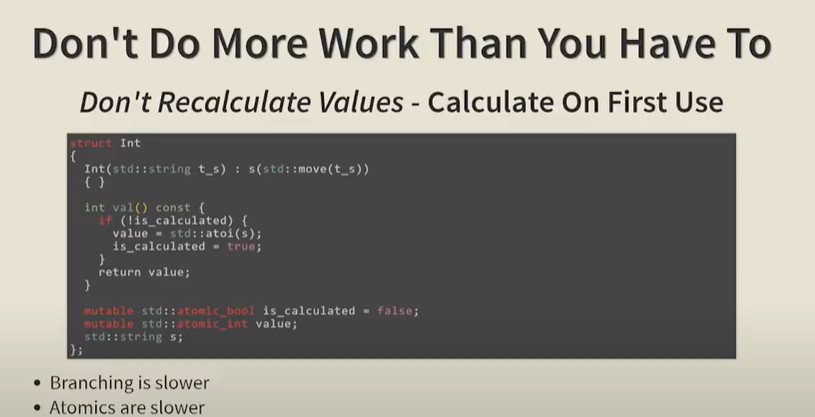 Don't Do More Work Than You Have To
Don't Recalculate Values - Calculate On First Use
struct Int
{
  Int(std::string t_s) : s(std::move(t_s))
  { }

  int val() const {
    if (!is_calculated) {
      value = std::atoi(s);
      is_calculated = true;
    }
    return value;
  }

  mutable std::atomic_bool is_calculated = false;
  mutable std::atomic_int value;
  std::string s;
};
• Branching is slower
• Atomics are slower